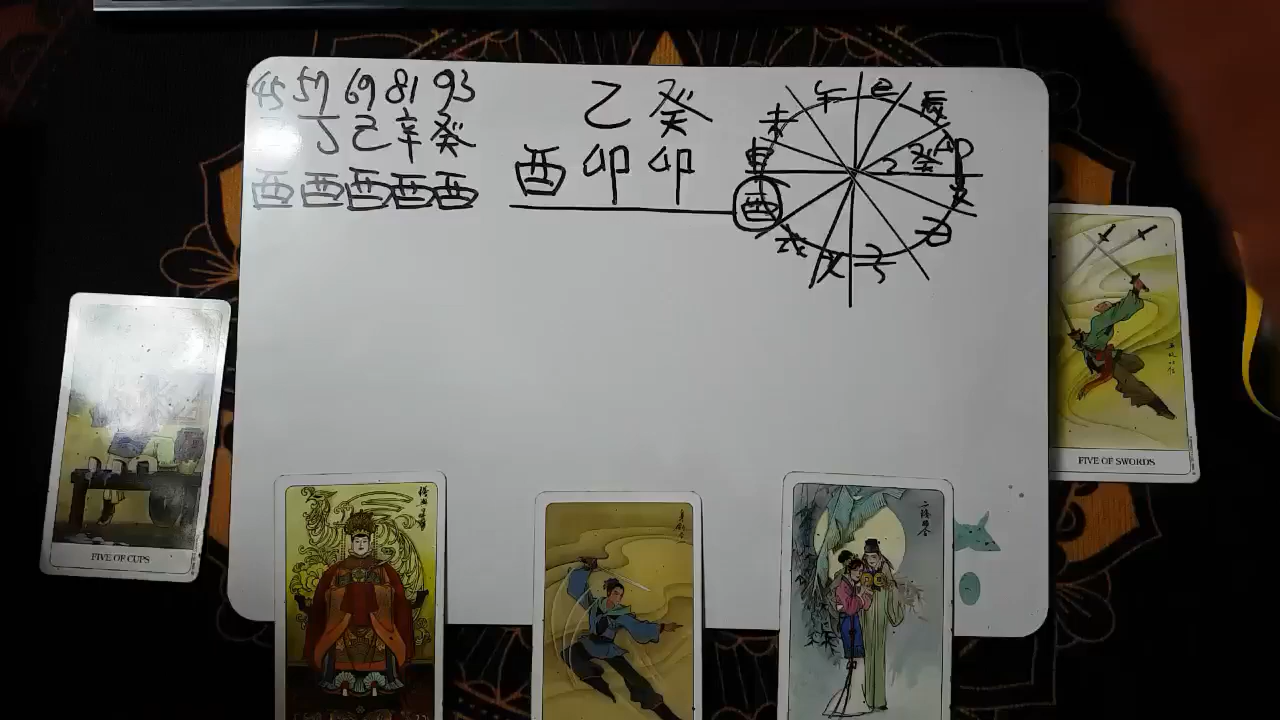 45 57 69 81 93
丁 己 辛 癸
酉 酉 酉 酉 酉
乙 癸
酉 卯 卯
午 巳 辰
未 卯
申 乙 癸
酉 寅
戌 亥 子 丑
FIVE OF CUPS
FIVE OF SWORDS